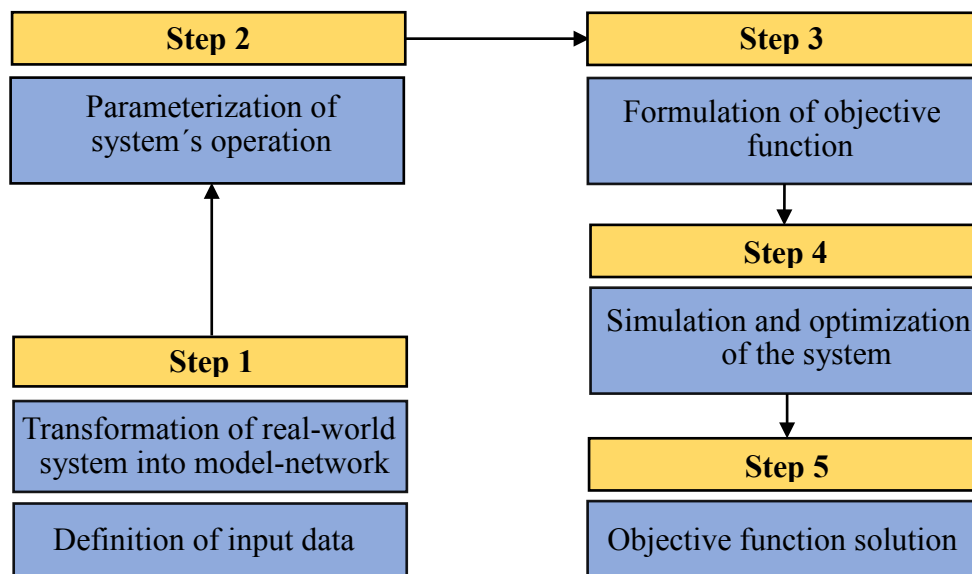 Step 1
Transformation of real-world
system into model-network
Definition of input data
Step 2
Parameterization of
system´s operation
Step 3
Formulation of objective
function
Step 4
Simulation and optimization
of the system
Step 5
Objective function solution